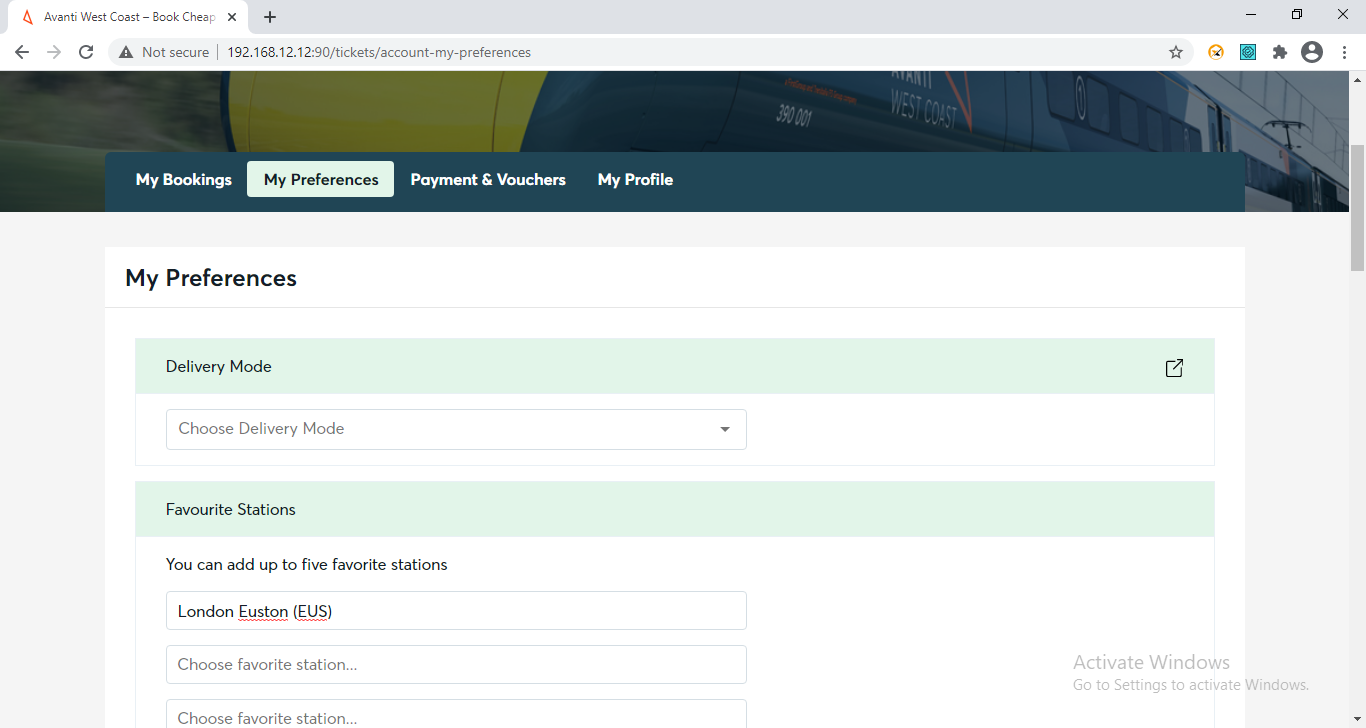 Avanti West Coast – Book Cheap
Not secure
192.168.12.12:90/tickets/account-my-preferences
AVANTI
WEST COAST
390 001
My Bookings
My Preferences
Payment & Vouchers
My Profile
My Preferences
Delivery Mode
Choose Delivery Mode
Favourite Stations
You can add up to five favorite stations
London Euston (EUS)
Choose favorite station...
Choose favorite station...
Activate Windows
Go to Settings to activate Windows.